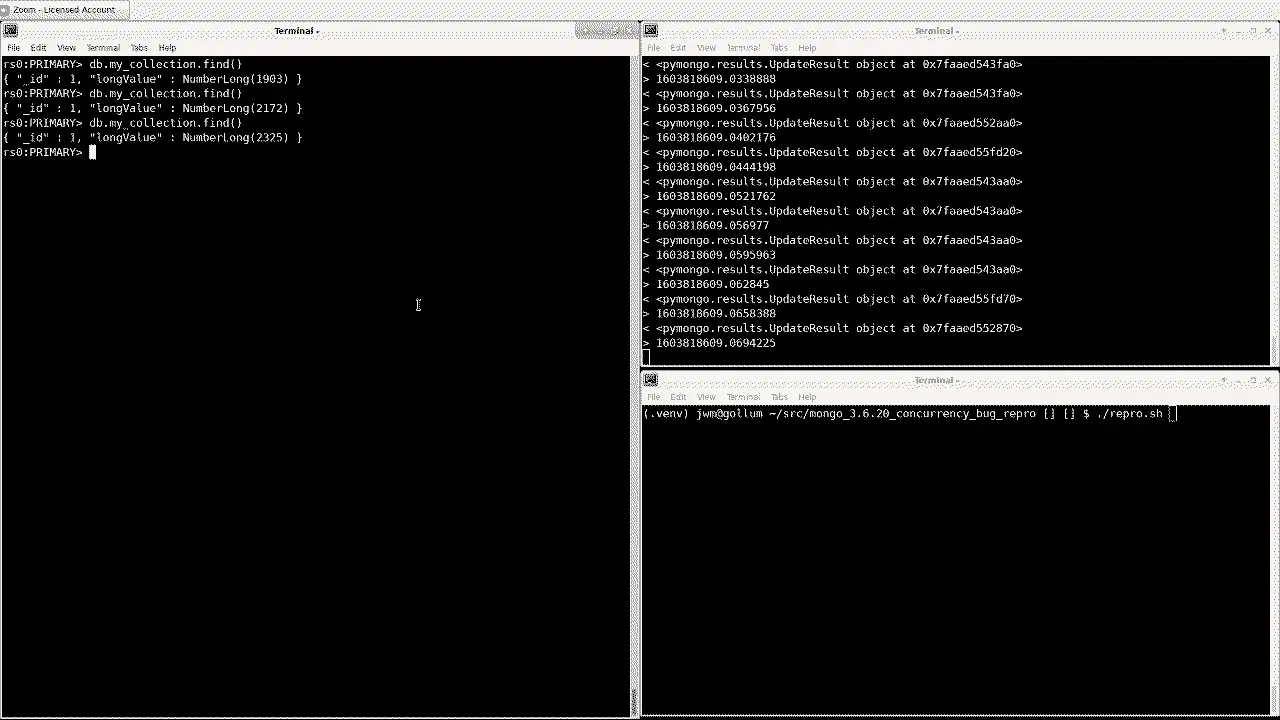 Zoom - Licensed Account
Terminal -
File Edit View Terminal Tabs Help
rs0:PRIMARY> db.my_collection.find()
{ "_id" : 1, "longValue" : NumberLong(1903) }
rs0:PRIMARY> db.my_collection.find()
{ "_id" : 1, "longValue" : NumberLong(2172) }
rs0:PRIMARY> db.my_collection.find()
{ "_id" : 1, "longValue" : NumberLong(2325) }
rs0:PRIMARY>
Terminal -
File Edit View Terminal Tabs Help
< <pymongo.results.UpdateResult object at 0x7faaed543fa0>
> 1603818609.0338888
< <pymongo.results.UpdateResult object at 0x7faaed543fa0>
> 1603818609.0367956
< <pymongo.results.UpdateResult object at 0x7faaed552aa0>
> 1603818609.0402176
< <pymongo.results.UpdateResult object at 0x7faaed55fd20>
> 1603818609.0444198
< <pymongo.results.UpdateResult object at 0x7faaed543aa0>
> 1603818609.0521762
< <pymongo.results.UpdateResult object at 0x7faaed543aa0>
> 1603818609.056977
< <pymongo.results.UpdateResult object at 0x7faaed543aa0>
> 1603818609.0595963
< <pymongo.results.UpdateResult object at 0x7faaed543aa0>
> 1603818609.062845
< <pymongo.results.UpdateResult object at 0x7faaed55fd70>
> 1603818609.0658388
< <pymongo.results.UpdateResult object at 0x7faaed552870>
> 1603818609.0694225
Terminal -
File Edit View Terminal Tabs Help
(.venv) jwm@gollum ~/src/mongo_3.6.20_concurrency_bug_repro [] [] $ ./repro.sh